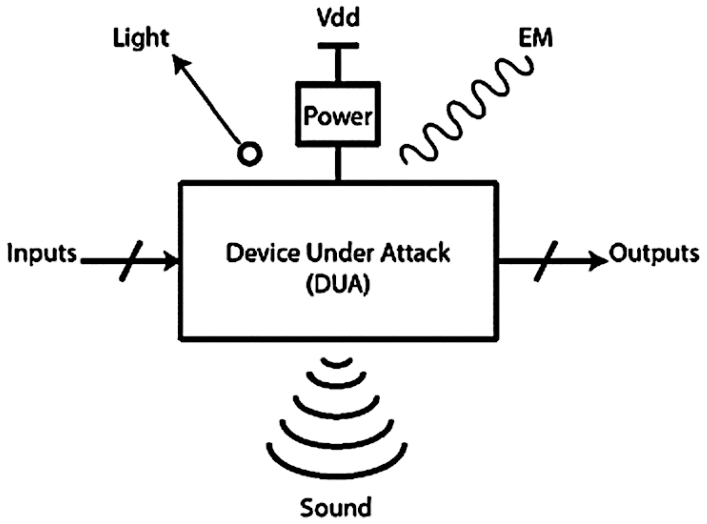 Vdd
Light
EM
Power
Inputs
Device Under Attack
(DUA)
Outputs
Sound